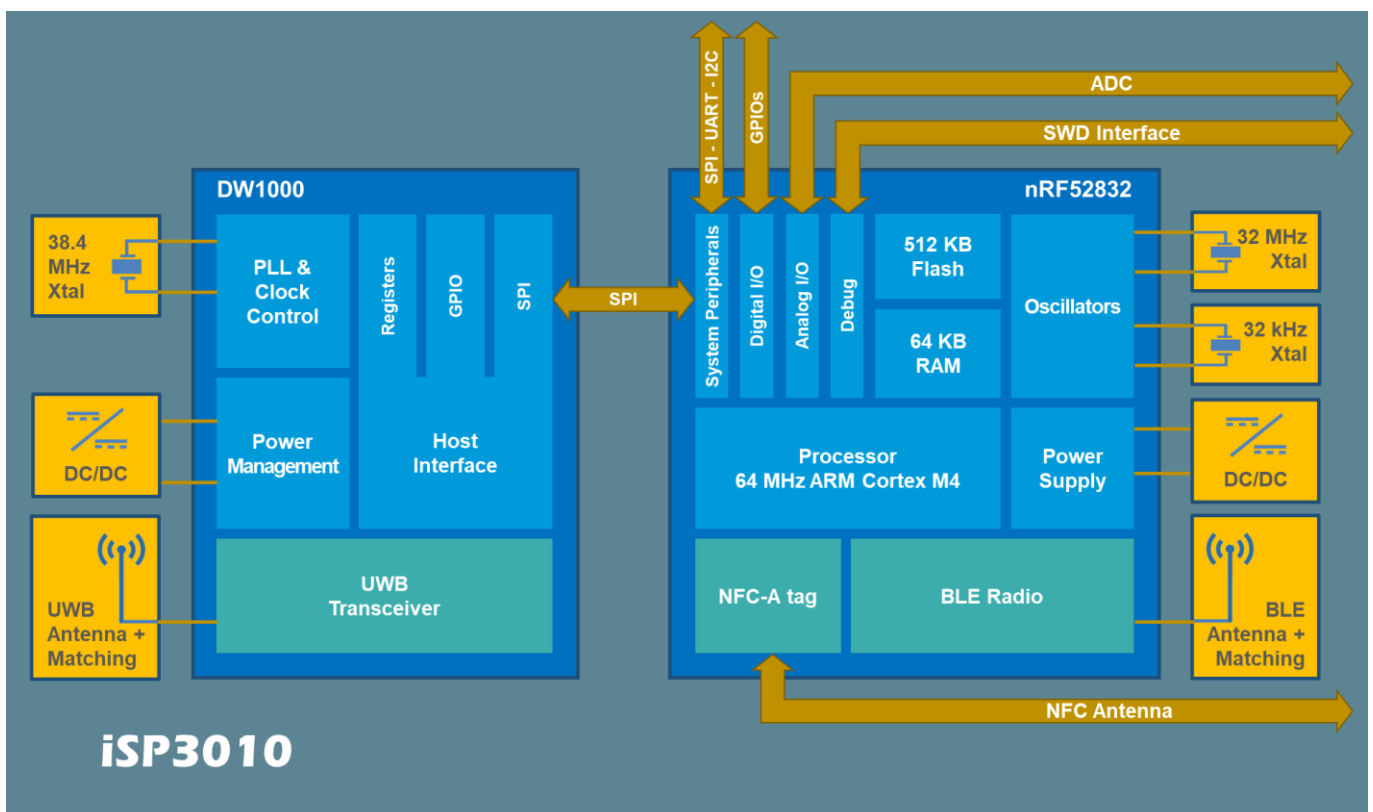 SPI - UART - I2C
GPIOs
ADC
SWD Interface
DW1000
38.4
MHz
Xtal
PLL &
Clock
Control
Registers
GPIO
SPI
DC/DC
Power
Management
Host
Interface
UWB
Antenna +
Matching
UWB
Transceiver
SPI
nRF52832
System Peripherals
Digital I/O
Analog I/O
Debug
512 KB
Flash
64 KB
RAM
Oscillators
32 MHz
Xtal
32 kHz
Xtal
Processor
64 MHz ARM Cortex M4
Power
Supply
DC/DC
NFC-A tag
BLE Radio
BLE
Antenna +
Matching
NFC Antenna
iSP3010